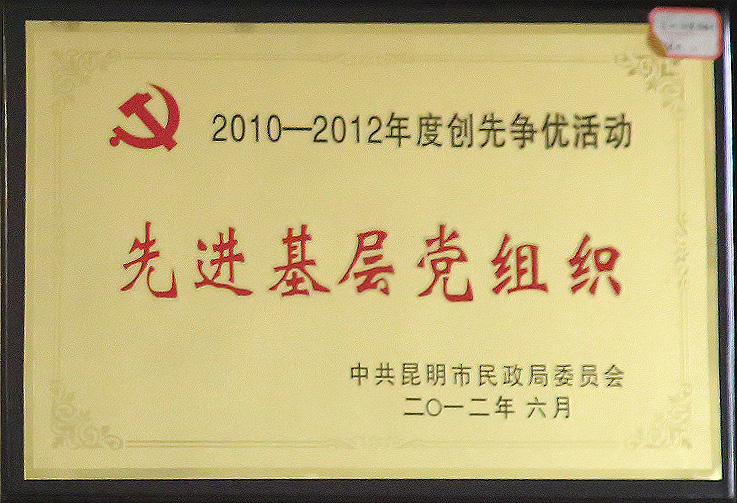 2010—2012年度创先争优活动
先进基层党组织
中共昆明市民政局委员会
二〇一二年六月